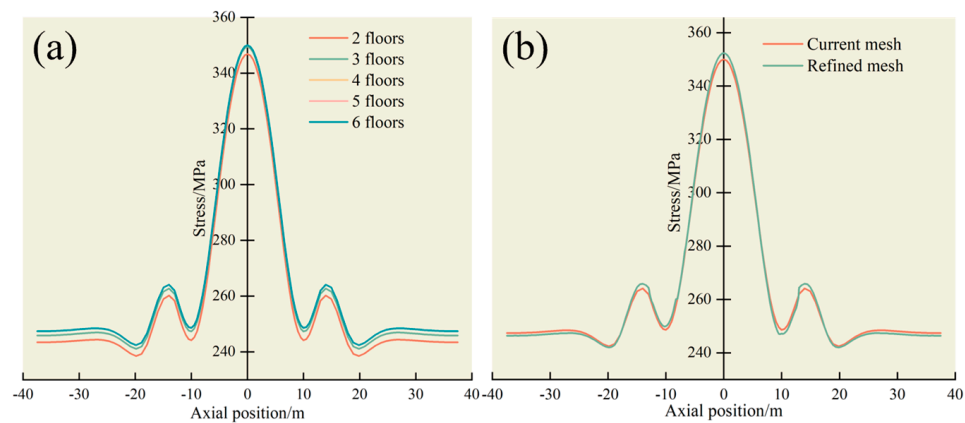 (a)
360
340
320
300
280
260
240
Stress/MPa
2 floors
3 floors
4 floors
5 floors
6 floors
-40
-30
-20
-10
0
10
20
30
40
Axial position/m
(b)
360
340
320
300
280
260
240
Stress/MPa
Current mesh
Refined mesh
-40
-30
-20
-10
0
10
20
30
40
Axial position/m